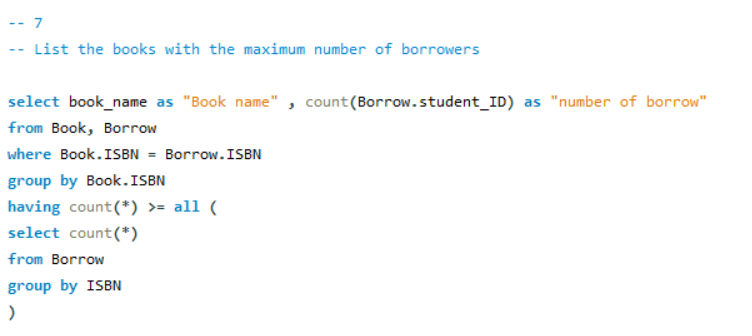 -- 7
-- List the books with the maximum number of borrowers
select book_name as "Book name" , count(Borrow.student_ID) as "number of borrow"
from Book, Borrow
where Book.ISBN = Borrow.ISBN
group by Book.ISBN
having count(*) >= all (
select count(*)
from Borrow
group by ISBN
)